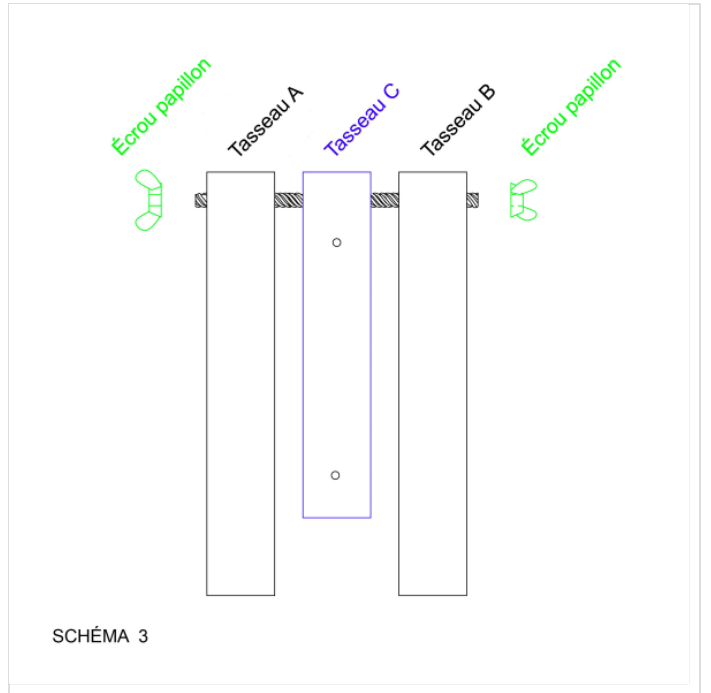 Écrou papillon
Tasseau A
Tasseau C
Tasseau B
Écrou papillon
SCHÉMA 3